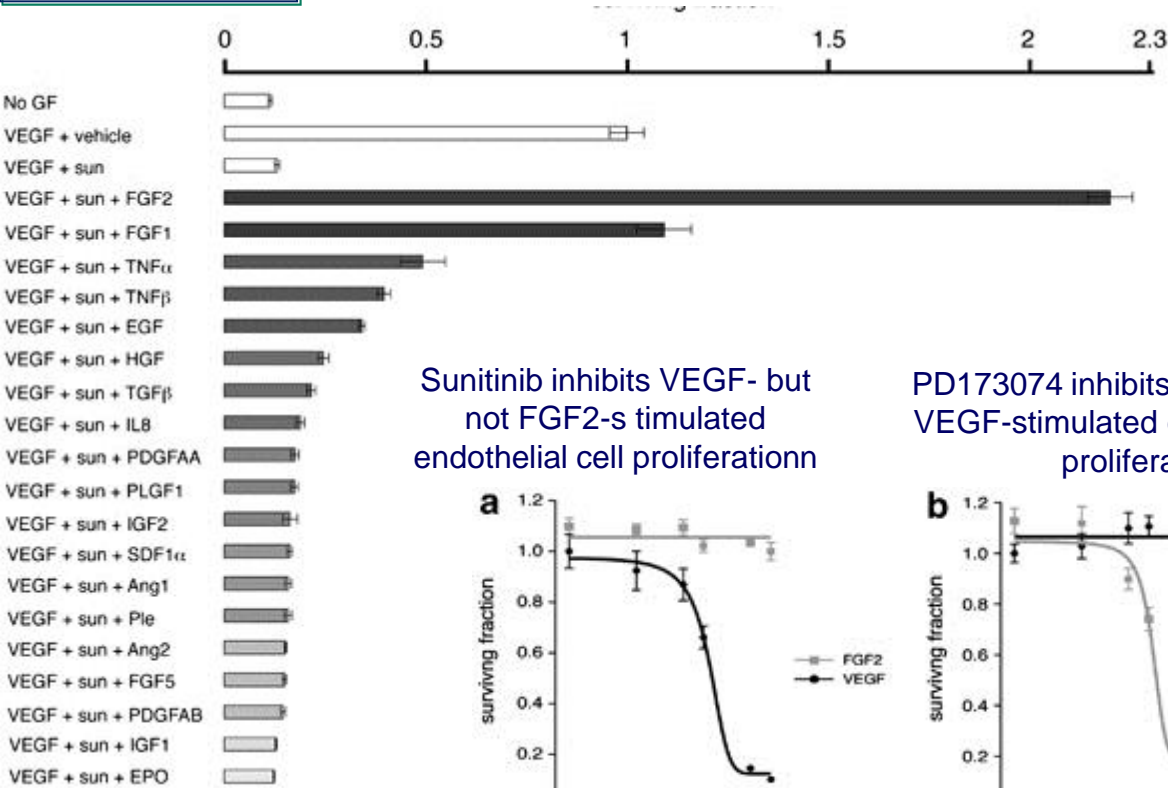 0 0.5 1 1.5 2 2.3
No GF
VEGF + vehicle
VEGF + sun
VEGF + sun + FGF2
VEGF + sun + FGF1
VEGF + sun + TNFα
VEGF + sun + TNFβ
VEGF + sun + EGF
VEGF + sun + HGF
VEGF + sun + TGFβ
VEGF + sun + IL8
VEGF + sun + PDGFAA
VEGF + sun + PLGF1
VEGF + sun + IGF2
VEGF + sun + SDF1α
VEGF + sun + Ang1
VEGF + sun + Ple
VEGF + sun + Ang2
VEGF + sun + FGF5
VEGF + sun + PDGFAB
VEGF + sun + IGF1
VEGF + sun + EPO
Sunitinib inhibits VEGF- but
not FGF2-s timulated
endothelial cell proliferationn
a
1.2
1.0
0.8
0.6
0.4
0.2
survivng fraction
FGF2
VEGF
PD173074 inhibits
VEGF-stimulated
b
1.2
1.0
0.8
0.6
0.4
0.2
survivng fraction